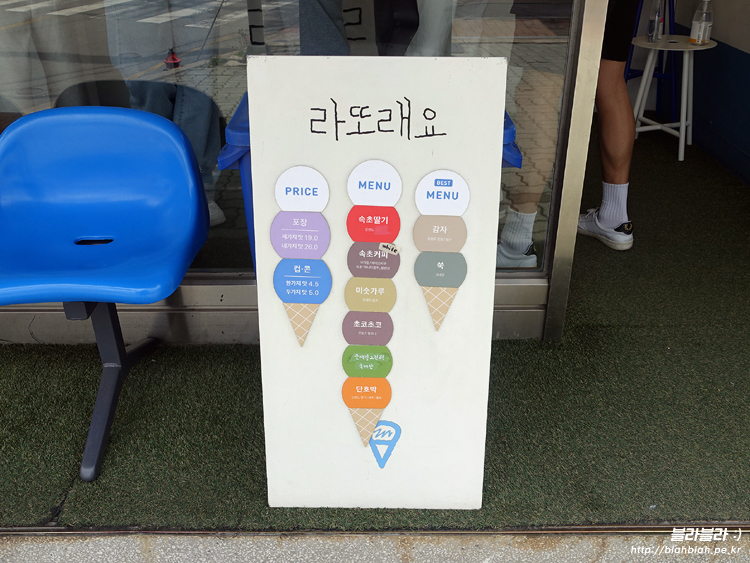 라또래요
PRICE
포장
세가지맛 19.0
네가지맛 26.0
컵·콘
한가지맛 4.5
두가지맛 5.0
MENU
속초딸기
white
속초커피
미숫가루
초코초코
단호박
BEST
MENU
감자
쑥
블라블라 :)
http://blahblah.pe.kr